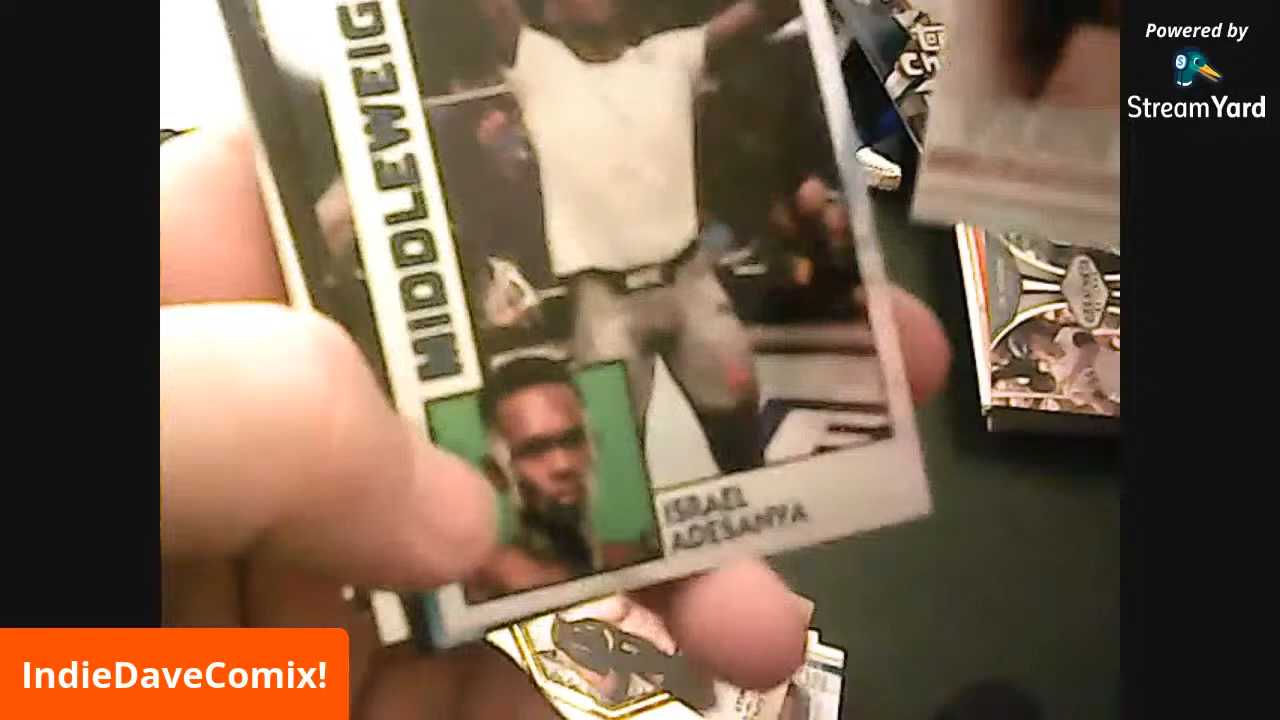 Powered by
StreamYard
MIDDLEWEIG
ISRAEL
ADESANYA
IndieDaveComix!